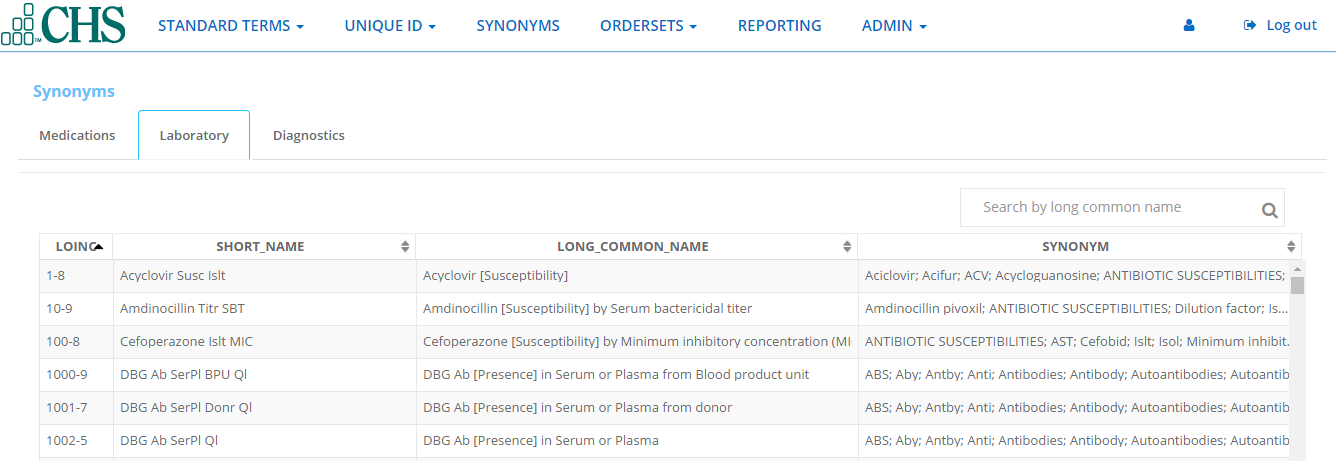 CHS STANDARD TERMS UNIQUE ID SYNONYMS ORDERSETS REPORTING ADMIN Log out
Synonyms
Medications Laboratory Diagnostics
Search by long common name
LOINC SHORT_NAME LONG_COMMON_NAME SYNONYM
1-8 Acyclovir Susc Islt Acyclovir [Susceptibility] Aciclovir; Acifur; ACV; Acycloguanosine; ANTIBIOTIC SUSCEPTIBILITIES;
10-9 Amdinocillin Titr SBT Amdinocillin [Susceptibility] by Serum bactericidal titer Amdinocillin pivoxil; ANTIBIOTIC SUSCEPTIBILITIES; Dilution factor; Is...
100-8 Cefoperazone Islt MIC Cefoperazone [Susceptibility] by Minimum inhibitory concentration (MI ANTIBIOTIC SUSCEPTIBILITIES; AST; Cefobid; Islt; Isol; Minimum inhibit.
1000-9 DBG Ab SerPl BPU Ql DBG Ab [Presence] in Serum or Plasma from Blood product unit ABS; Aby; Antby; Anti; Antibodies; Antibody; Autoantibodies; Autoantib
1001-7 DBG Ab SerPl Donr Ql DBG Ab [Presence] in Serum or Plasma from donor ABS; Aby; Antby; Anti; Antibodies; Antibody; Autoantibodies; Autoantib
1002-5 DBG Ab SerPl Ql DBG Ab [Presence] in Serum or Plasma ABS; Aby; Antby; Anti; Antibodies; Antibody; Autoantibodies; Autoantib